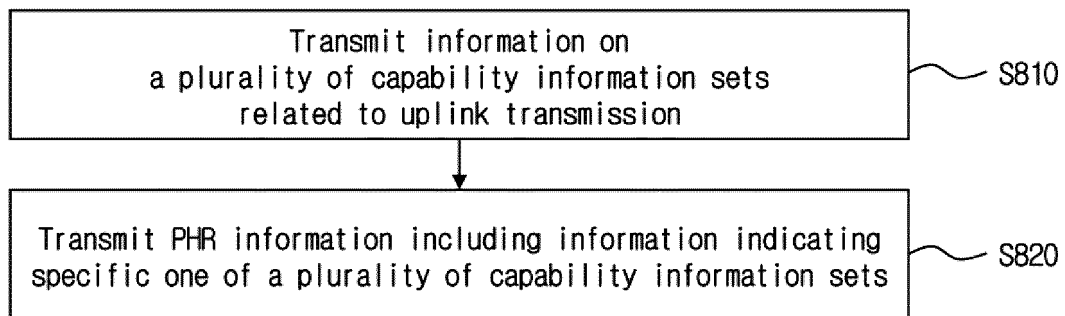 Transmit information on
a plurality of capability information sets
related to uplink transmission
S810
Transmit PHR information including information indicating
specific one of a plurality of capability information sets
S820